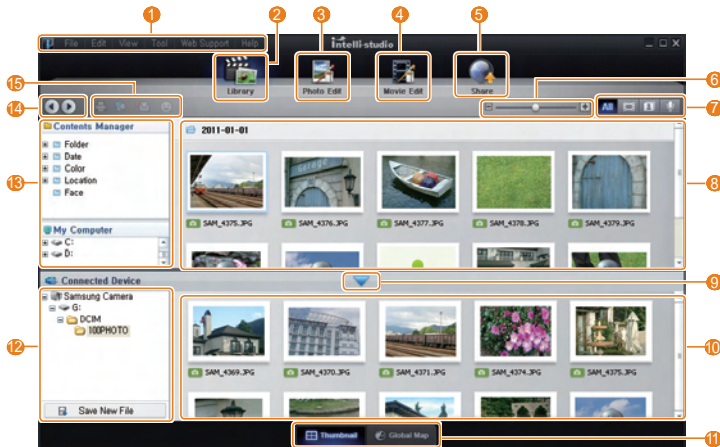 1 2 3 4 5
File Edit View Tool Web Support Help
intelli-studio
15
Library Photo Edit Movie Edit Share
6
14
All
7
Contents Manager
2011-01-01
Folder
Date
Color
Location
Face
13
Garage
8
SAM_4375.JPG SAM_4376.JPG SAM_4377.JPG SAM_4378.JPG SAM_4379.JPG
My Computer
C:
D:
Connected Device
9
Samsung Camera
G:
DCIM
100PHOTO
12
10
SAM_4369.JPG SAM_4370.JPG SAM_4371.JPG SAM_4374.JPG SAM_4375.JPG
Save New File
Thumbnail Global Map
11